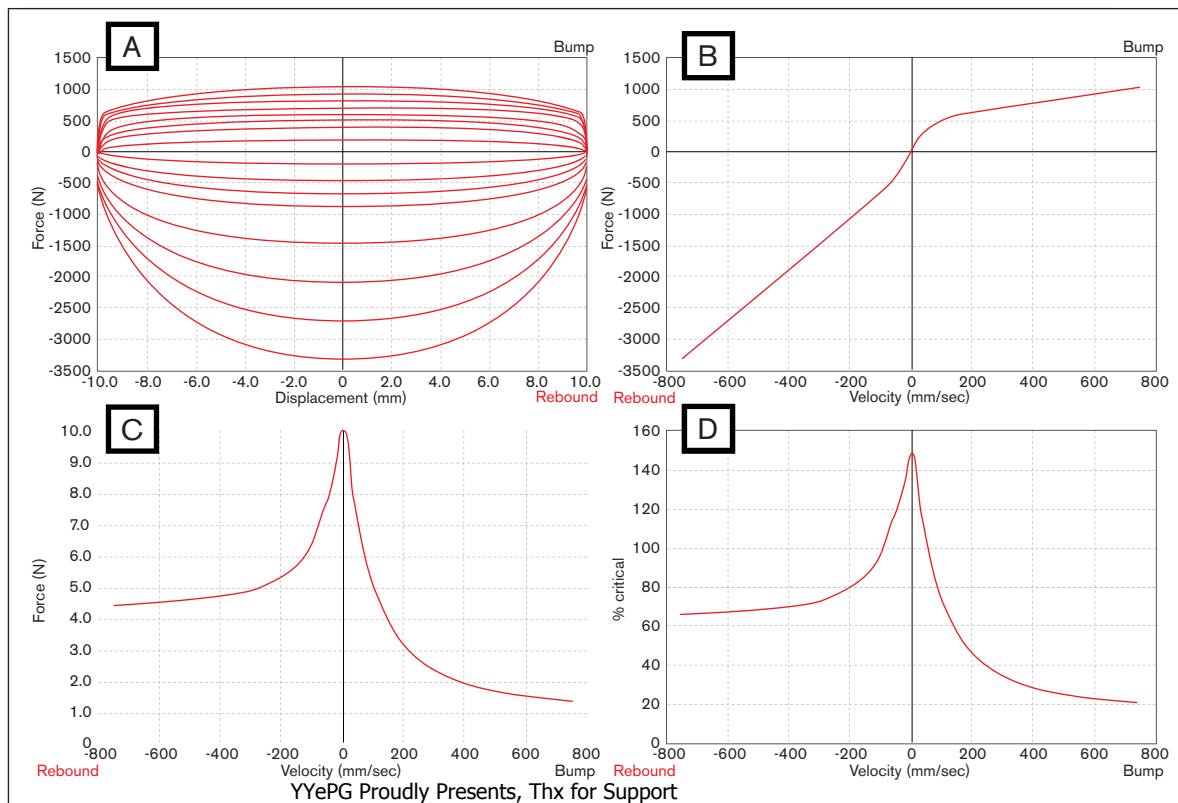 A
Bump
1500
1000
500
0
-500
-1000
-1500
-2000
-2500
-3000
-3500
Force (N)
-10.0 -8.0 -6.0 -4.0 -2.0 0 2.0 4.0 6.0 8.0 10.0
Displacement (mm)
Rebound
B
Bump
1500
1000
500
0
-500
-1000
-1500
-2000
-2500
-3000
-3500
Force (N)
-800 -600 -400 -200 0 200 400 600 800
Rebound
Velocity (mm/sec)
C
10.0
9.0
8.0
7.0
6.0
5.0
4.0
3.0
2.0
1.0
0
Force (N)
-800 -600 -400 -200 0 200 400 600 800
Rebound
Velocity (mm/sec)
Bump
D
160
140
120
100
80
60
40
20
0
% critical
-800 -600 -400 -200 0 200 400 600 800
Rebound
Velocity (mm/sec)
Bump
YYePG Proudly Presents, Thx for Support